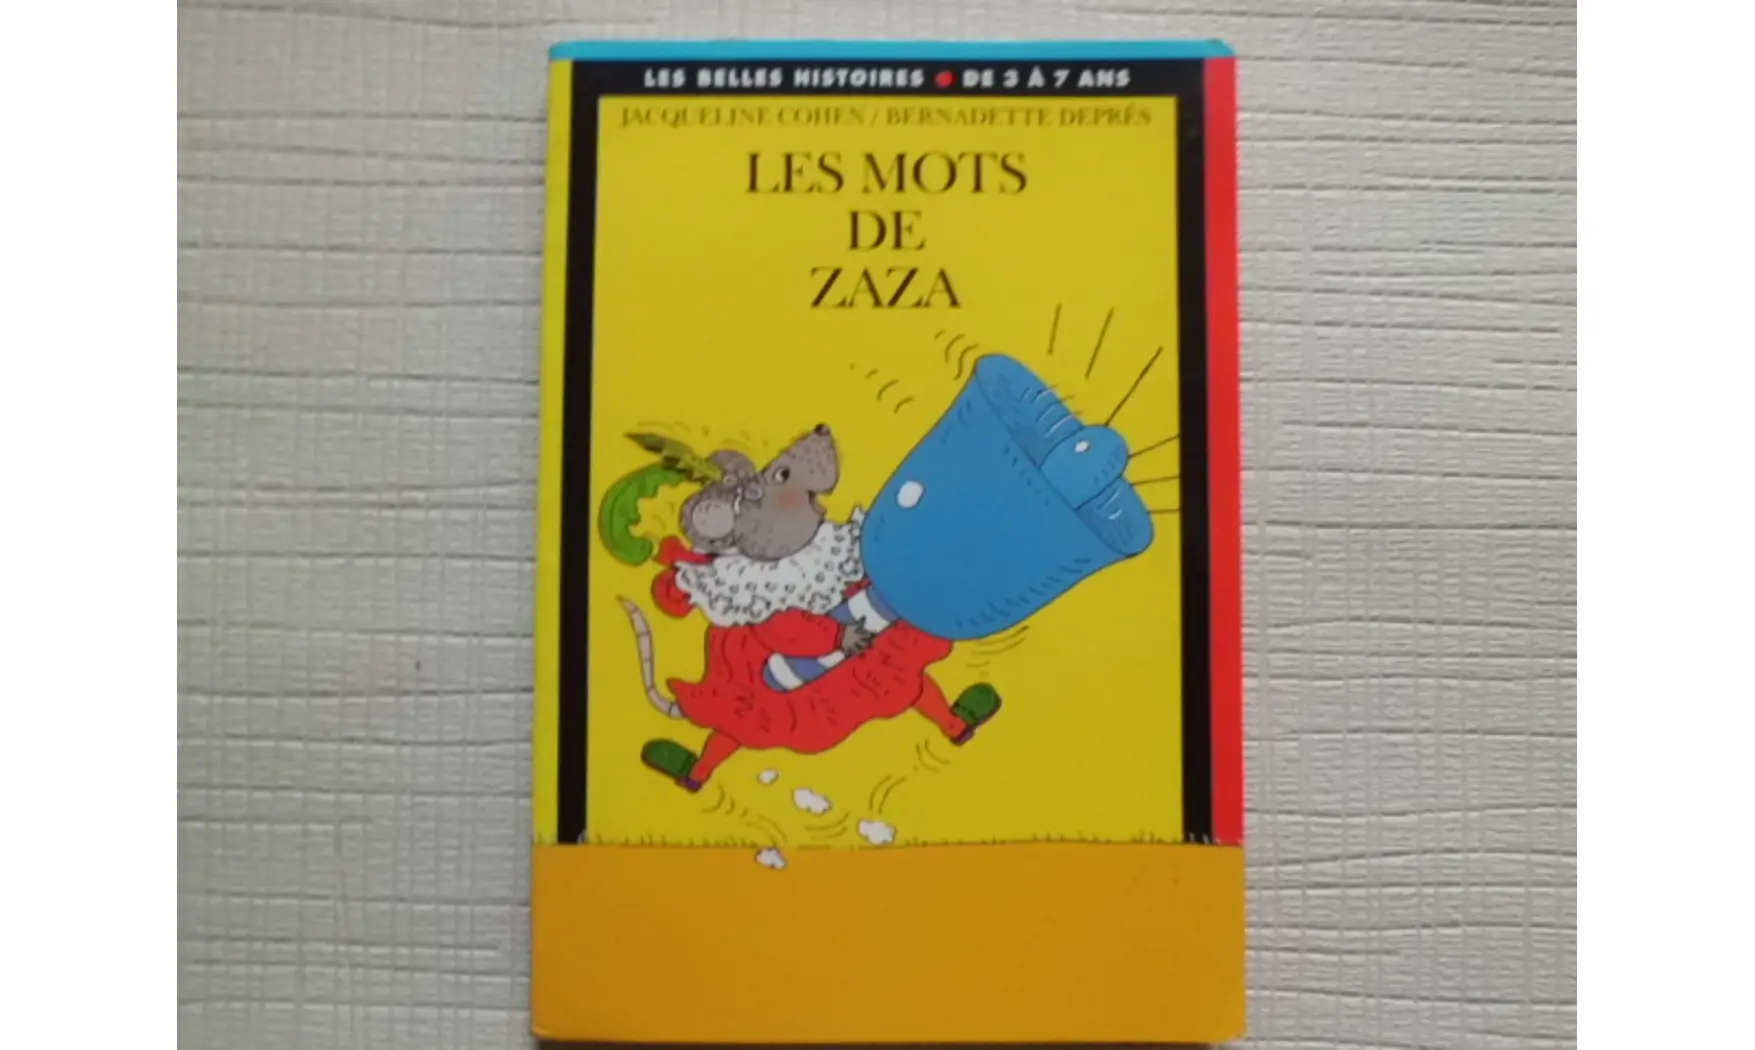 LES BELLES HISTOIRES • DE 3 À 7 ANS
JACQUELINE COHEN / BERNADETTE DEPRÉS
LES MOTS
DE
ZAZA